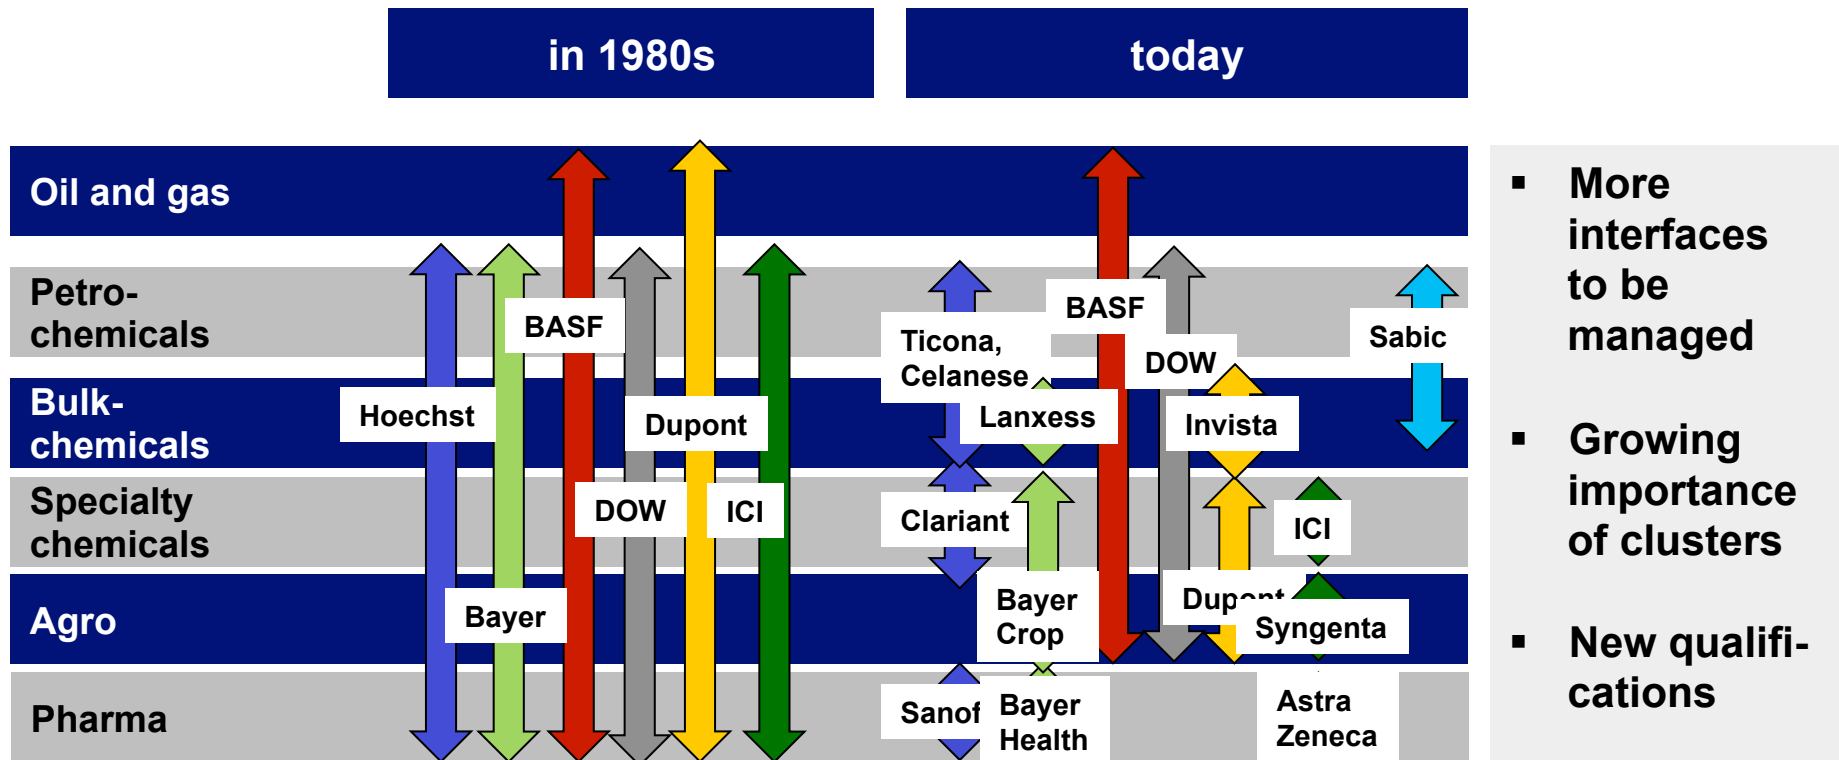 in 1980s
today
Oil and gas
Petro-
chemicals
Bulk-
chemicals
Specialty
chemicals
Agro
Pharma
Hoechst
Bayer
BASF
DOW
Dupont
ICI
Ticona,
Celanese
Clariant
Sanof
Lanxess
Bayer
Crop
Bayer
Health
BASF
DOW
Invista
Dupont
ICI
Syngenta
Astra
Zeneca
Sabic
▪ More
interfaces
to be
managed
▪ Growing
importance
of clusters
▪ New qualifi-
cations